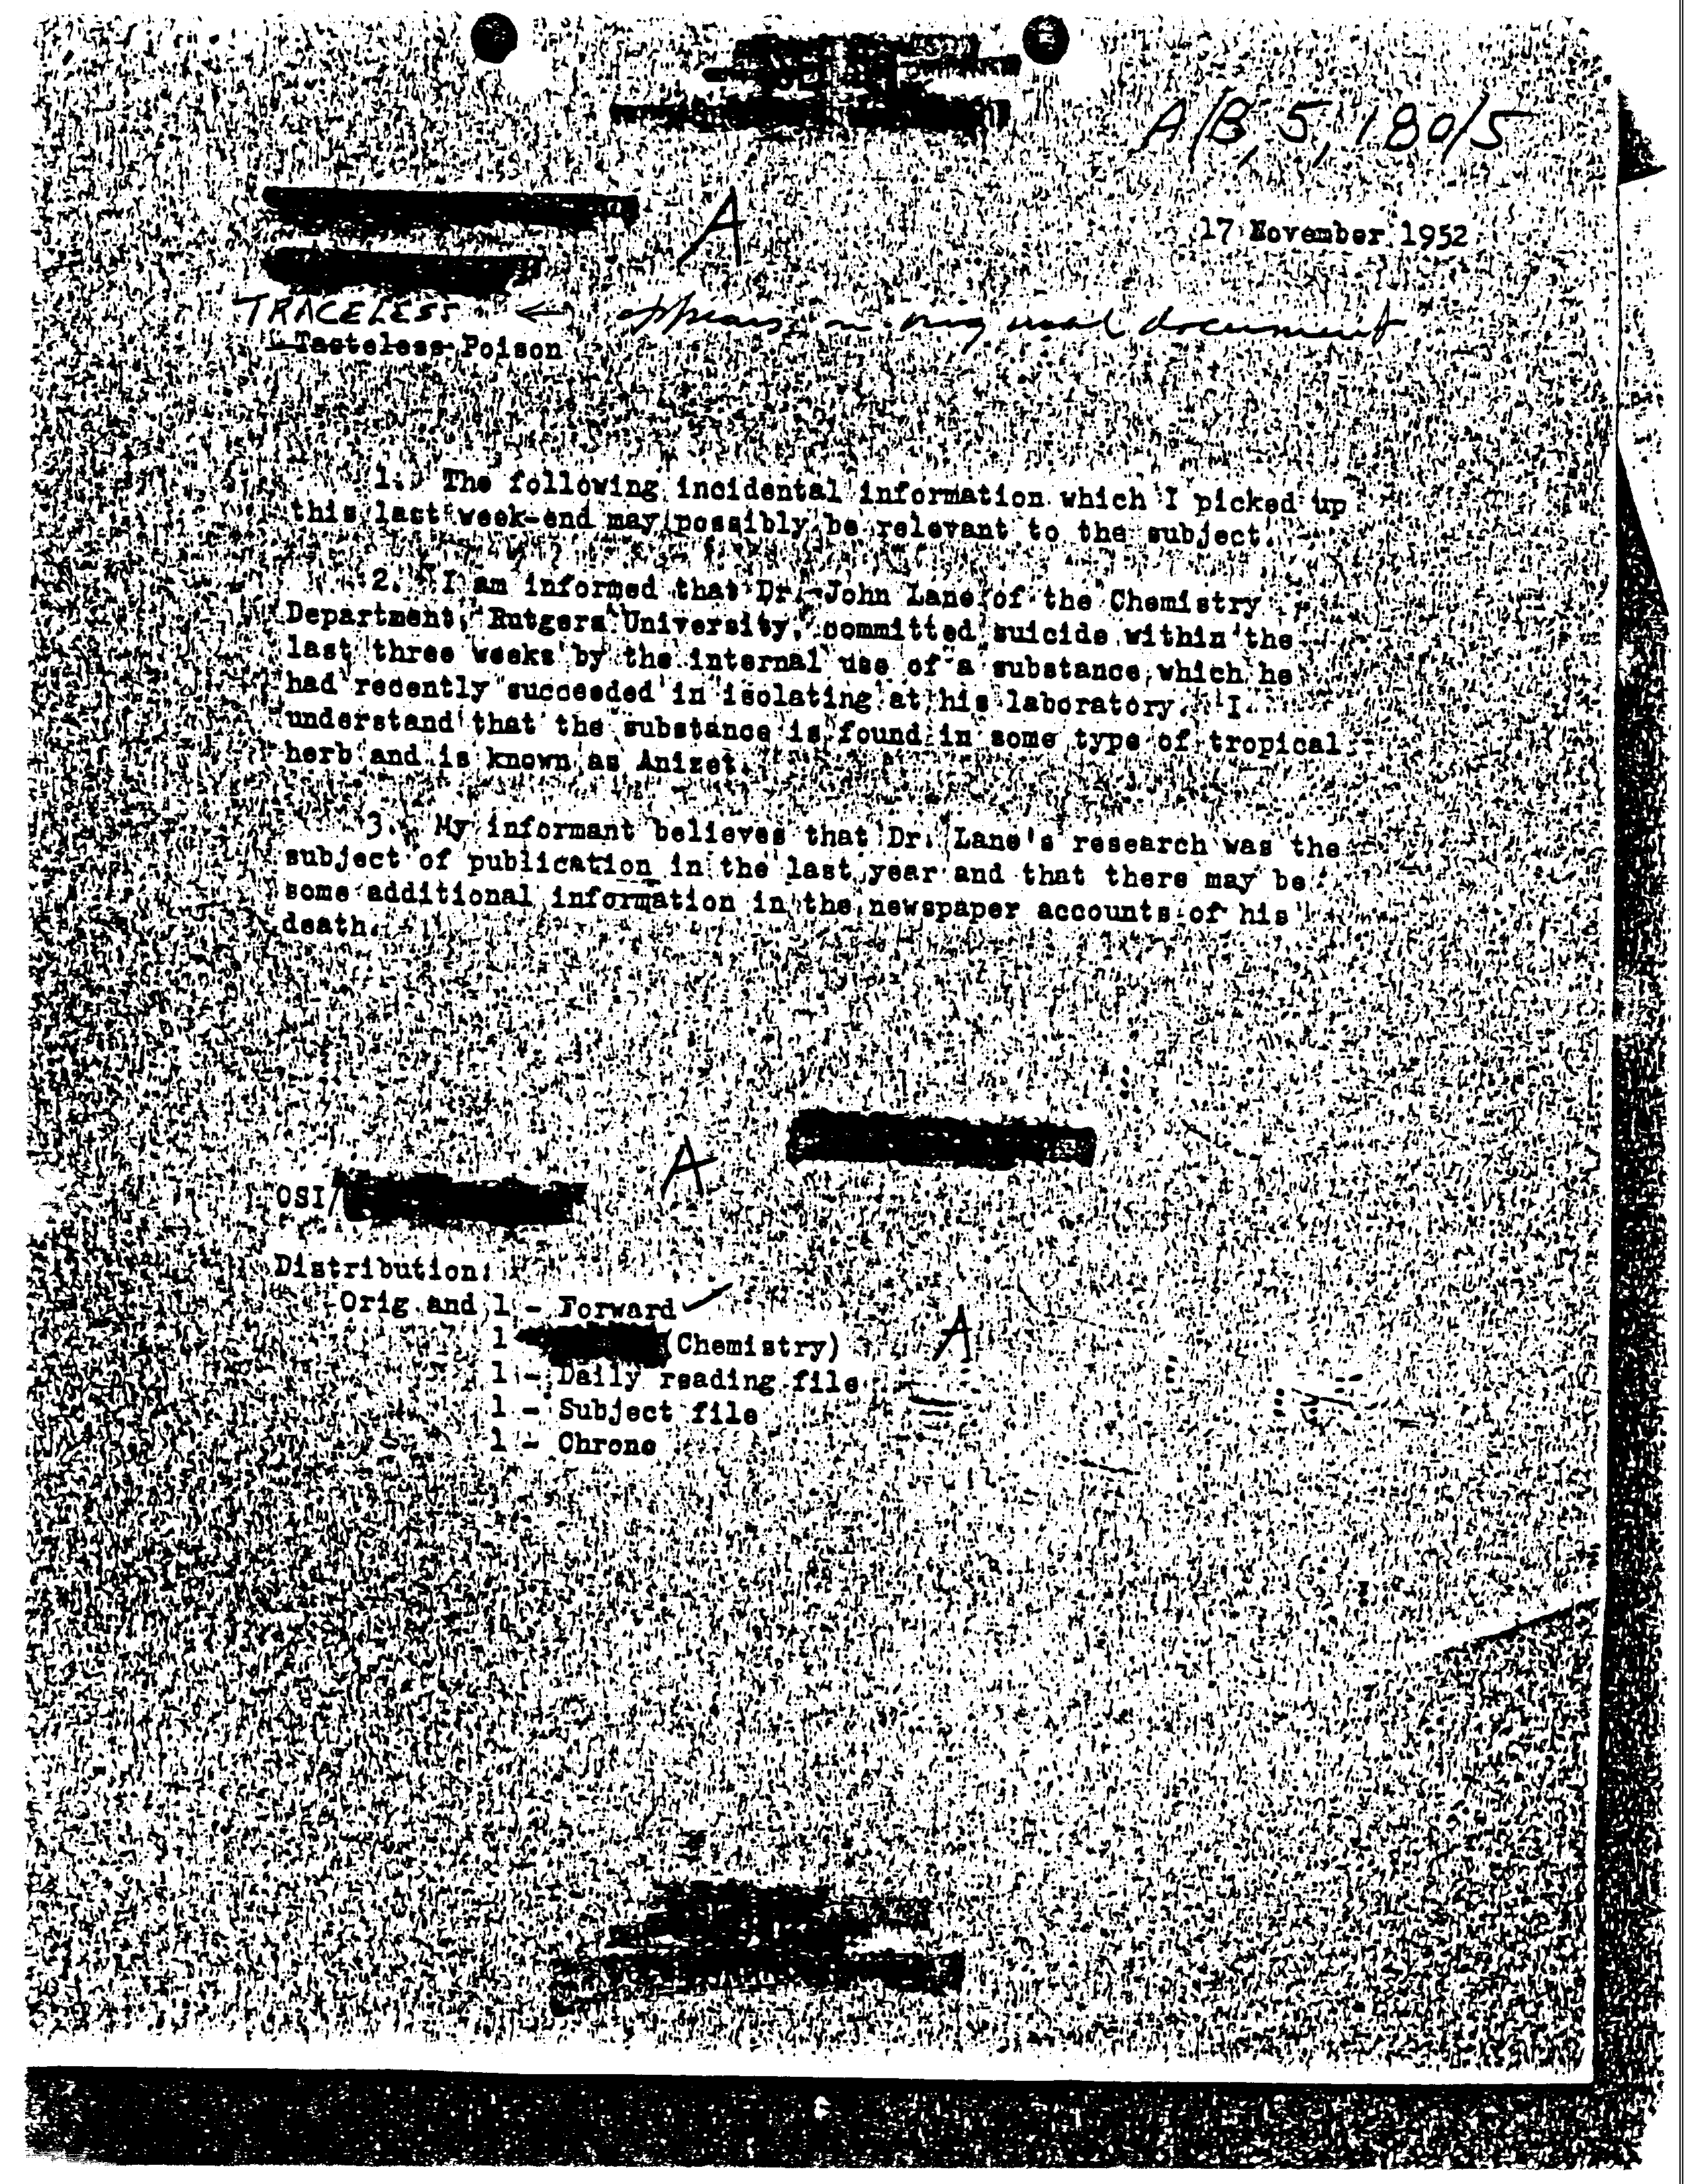 A/B, 5, 180/5
A
17 November 1952
TRACELESS ← appears on original document
Tasteless Poison
1. The following incidental information which I picked up
this last week-end may possibly be relevant to the subject.
2. I am informed that Dr. John Lane of the Chemistry
Department, Rutgers University, committed suicide within the
last three weeks by the internal use of a substance which he
had recently succeeded in isolating at his laboratory. I
understand that the substance is found in some type of tropical
herb and is known as Anizet.
3. My informant believes that Dr. Lane's research was the
subject of publication in the last year and that there may be
some additional information in the newspaper accounts of his
death.
A
OSI/
Distribution:
Orig and 1 - Forward
1 (Chemistry) A
1 - Daily reading file
1 - Subject file
1 - Chrono